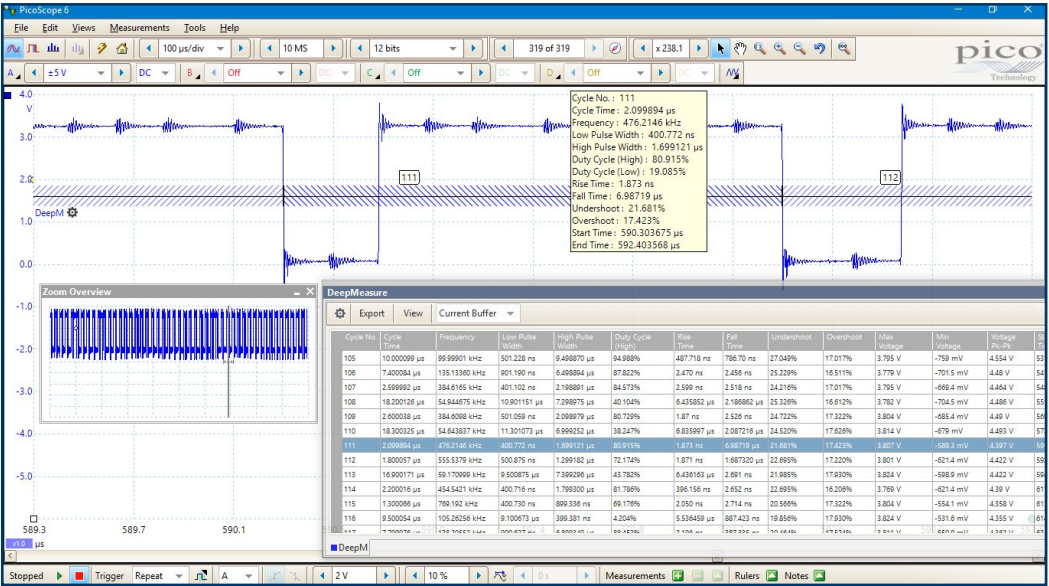 PicoScope 6
File Edit Views Measurements Tools Help
100 µs/div 10 MS 12 bits 319 of 319 x 238.1
pico
Technology
A ±5 V DC B Off DC C Off DC D Off DC
4.0
V
3.0
2.0
1.0
0.0
-1.0
-2.0
-3.0
-4.0
-5.0
DeepM
111
112
Cycle No. : 111
Cycle Time : 2.099894 µs
Frequency : 476.2146 kHz
Low Pulse Width : 400.772 ns
High Pulse Width : 1.699121 µs
Duty Cycle (High) : 80.915%
Duty Cycle (Low) : 19.085%
Rise Time : 1.873 ns
Fall Time : 6.98719 µs
Undershoot : 21.681%
Overshoot : 17.423%
Start Time : 590.303675 µs
End Time : 592.403568 µs
Zoom Overview
DeepMeasure
Export View Current Buffer
Cycle No. Cycle Time Frequency Low Pulse Width High Pulse Width Duty Cycle (High) Rise Time Fall Time Undershoot Overshoot Max Voltage Min Voltage Voltage Pk-Pk
105 10.000099 µs 99.99901 kHz 501.228 ns 9.498870 µs 94.988% 487.718 ns 786.70 ns 27.049% 17.017% 3.795 V -759 mV 4.554 V 53
106 7.400084 µs 135.13360 kHz 901.190 ns 6.498894 µs 87.822% 2.470 ns 2.456 ns 25.229% 16.511% 3.779 V -701.5 mV 4.48 V 54
107 2.599992 µs 384.6165 kHz 401.102 ns 2.198891 µs 84.573% 2.599 ns 2.518 ns 24.216% 17.017% 3.795 V -669.4 mV 4.464 V 54
108 18.200126 µs 54.944675 kHz 10.901151 µs 7.298975 µs 40.104% 6.435852 µs 2.186862 µs 25.326% 16.612% 3.782 V -704.5 mV 4.486 V 55
109 2.600038 µs 384.6098 kHz 501.059 ns 2.098979 µs 80.729% 1.87 ns 2.526 ns 24.722% 17.322% 3.804 V -685.4 mV 4.49 V 56
110 18.300325 µs 54.643837 kHz 11.301073 µs 6.999252 µs 38.247% 6.835997 µs 2.087216 µs 24.520% 17.626% 3.814 V -679 mV 4.493 V 57
111 2.099894 µs 476.2146 kHz 400.772 ns 1.699121 µs 80.915% 1.873 ns 6.98719 µs 21.681% 17.423% 3.807 V -589.3 mV 4.397 V 59
112 1.800057 µs 555.5379 kHz 500.875 ns 1.299182 µs 72.174% 1.871 ns 1.687320 µs 22.695% 17.220% 3.801 V -621.4 mV 4.422 V 59
113 16.900171 µs 59.170999 kHz 9.500875 µs 7.399296 µs 43.782% 6.436163 µs 2.691 ns 21.985% 17.930% 3.824 V -598.9 mV 4.422 V 59
114 2.200016 µs 454.5421 kHz 400.716 ns 1.799300 µs 81.786% 396.156 ns 2.652 ns 22.695% 16.206% 3.769 V -621.4 mV 4.39 V 61
115 1.300066 µs 769.192 kHz 400.730 ns 899.336 ns 69.176% 2.050 ns 2.714 ns 20.566% 17.322% 3.804 V -554.1 mV 4.358 V 61
116 9.500054 µs 105.26256 kHz 9.100673 µs 399.381 ns 4.204% 5.536459 µs 887.423 ns 19.856% 17.930% 3.824 V -531.6 mV 4.355 V 61
DeepM
589.3 589.7 590.1
x1.0 µs
Stopped Trigger Repeat A 2 V 10 % 0 s Measurements Rulers Notes